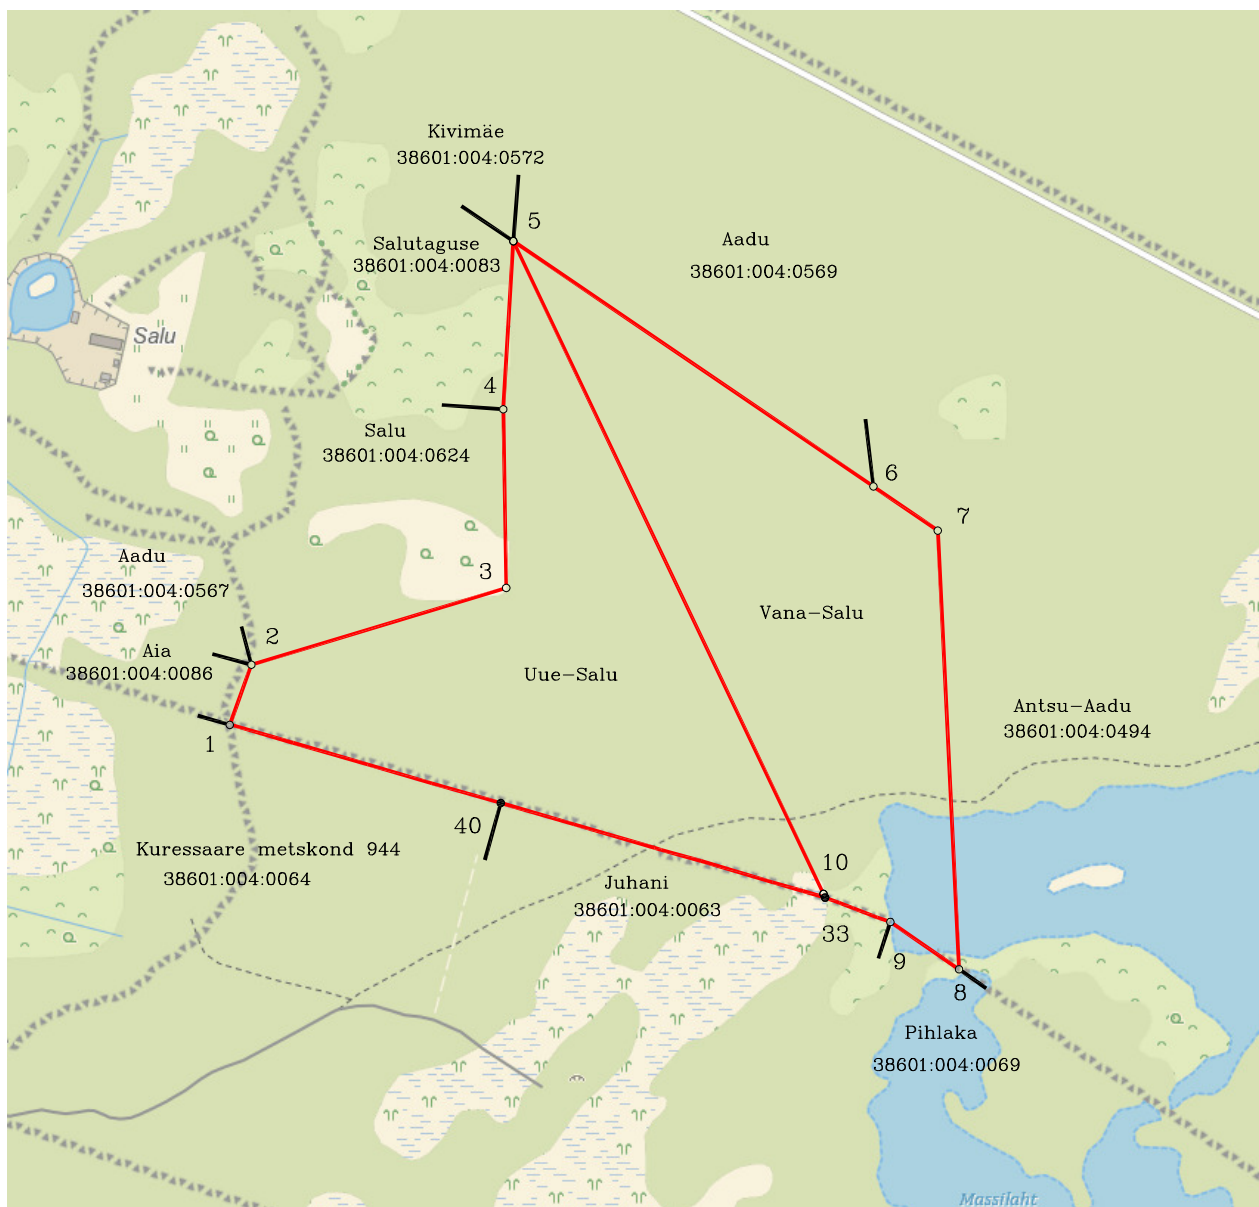 Kivimäe
38601:004:0572
5
Salutaguse
38601:004:0083
Aadu
38601:004:0569
Salu
4
Salu
38601:004:0624
6
7
Aadu
38601:004:0567
3
Vana-Salu
2
Aia
38601:004:0086
Uue-Salu
Antsu-Aadu
38601:004:0494
1
40
Kuressaare metskond 944
38601:004:0064
10
Juhani
38601:004:0063
33
9
8
Pihlaka
38601:004:0069
Massilaht